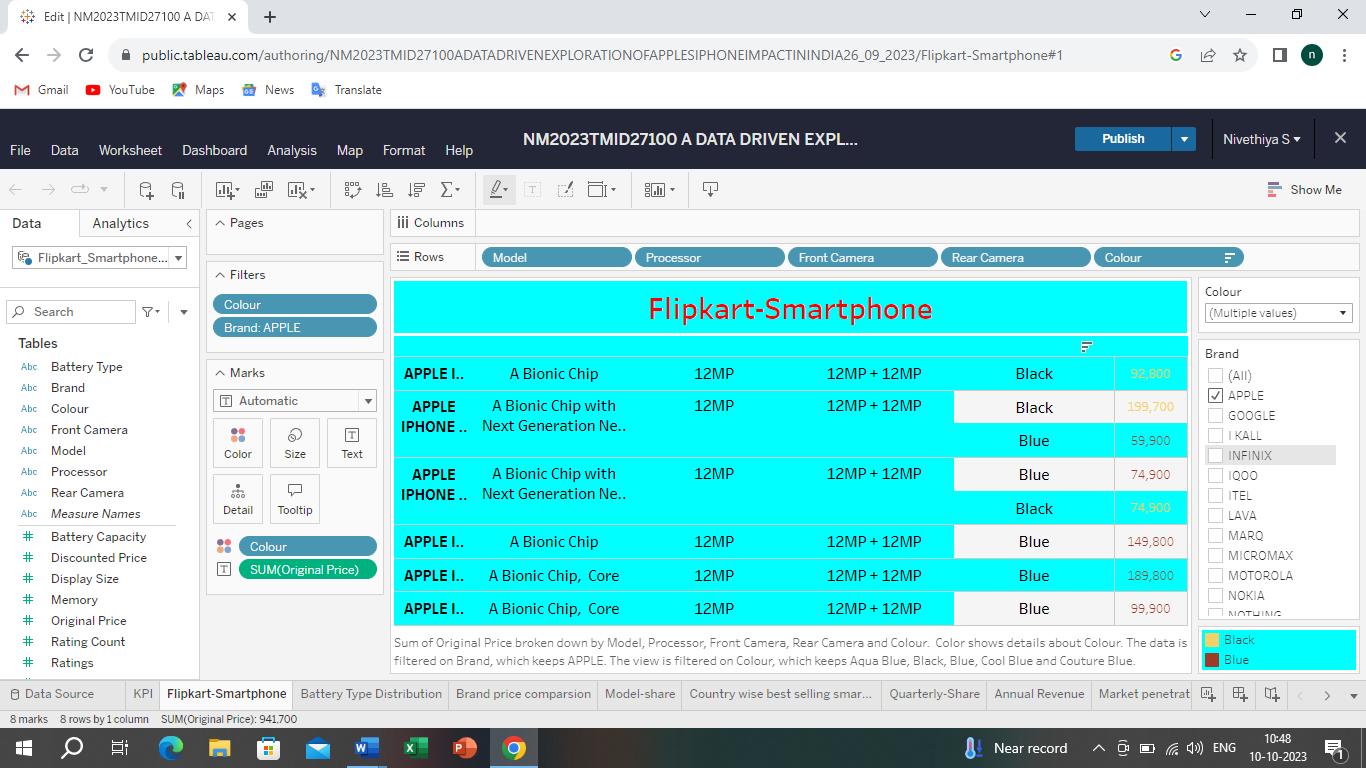 Edit | NM2023TMID27100 A DAT
public.tableau.com/authoring/NM2023TMID27100ADATADRIVENEXPLORATIONOFAPPLESIPHONEIMPACTININDIA26_09_2023/Flipkart-Smartphone#1
n
Gmail YouTube Maps News Translate
NM2023TMID27100 A DATA DRIVEN EXPL...
Publish
Nivethiya S
File Data Worksheet Dashboard Analysis Map Format Help
Show Me
Data Analytics
Flipkart_Smartphone...
Search
Tables
Abc Battery Type
Abc Brand
Abc Colour
Abc Front Camera
Abc Model
Abc Processor
Abc Rear Camera
Abc Measure Names
Battery Capacity
Discounted Price
Display Size
Memory
Original Price
Rating Count
Ratings
Pages
Filters
Colour
Brand: APPLE
Marks
Automatic
Color Size Text
Detail Tooltip
Colour
SUM(Original Price)
Columns
Rows Model Processor Front Camera Rear Camera Colour
Flipkart-Smartphone
APPLE I.. A Bionic Chip 12MP 12MP + 12MP Black 92,800
APPLE IPHONE .. A Bionic Chip with Next Generation Ne.. 12MP 12MP + 12MP Black 199,700
Blue 59,900
APPLE IPHONE .. A Bionic Chip with Next Generation Ne.. 12MP 12MP + 12MP Blue 74,900
Black 74,900
APPLE I.. A Bionic Chip 12MP 12MP + 12MP Blue 149,800
APPLE I.. A Bionic Chip, Core 12MP 12MP + 12MP Blue 189,800
APPLE I.. A Bionic Chip, Core 12MP 12MP + 12MP Blue 99,900
Sum of Original Price broken down by Model, Processor, Front Camera, Rear Camera and Colour. Color shows details about Colour. The data is
filtered on Brand, which keeps APPLE. The view is filtered on Colour, which keeps Aqua Blue, Black, Blue, Cool Blue and Couture Blue.
Colour
(Multiple values)
Brand
(All)
APPLE
GOOGLE
I KALL
INFINIX
IQOO
ITEL
LAVA
MARQ
MICROMAX
MOTOROLA
NOKIA
NOTHING
Black
Blue
Data Source KPI Flipkart-Smartphone Battery Type Distribution Brand price comparsion Model-share Country wise best selling smar... Quarterly-Share Annual Revenue Market penetrat
8 marks 8 rows by 1 column SUM(Original Price): 941,700
Near record ENG 10:48
10-10-2023
1